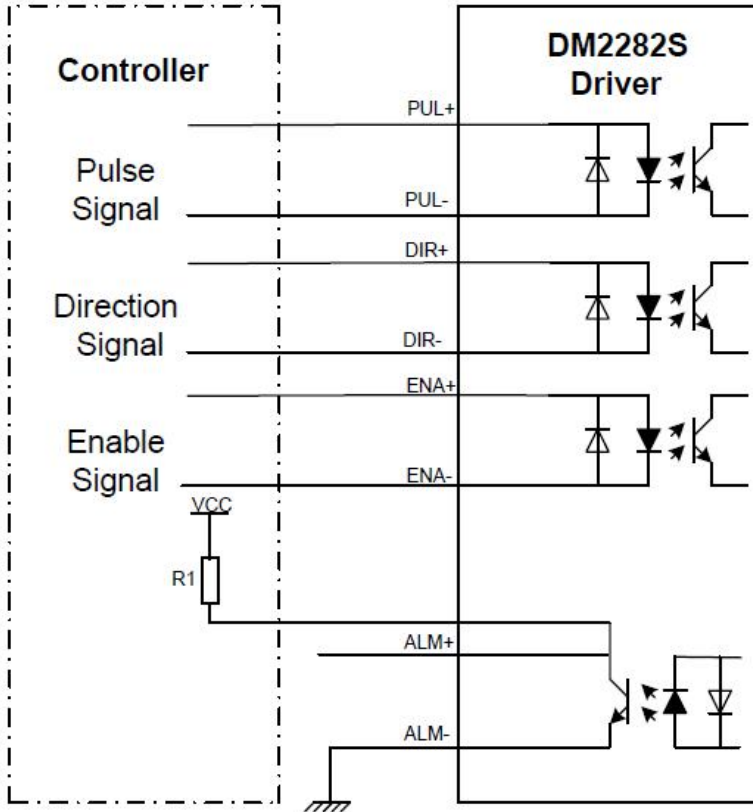 Controller
DM2282S
Driver
PUL+
Pulse
Signal
PUL-
DIR+
Direction
Signal
DIR-
ENA+
Enable
Signal
ENA-
VCC
R1
ALM+
ALM-